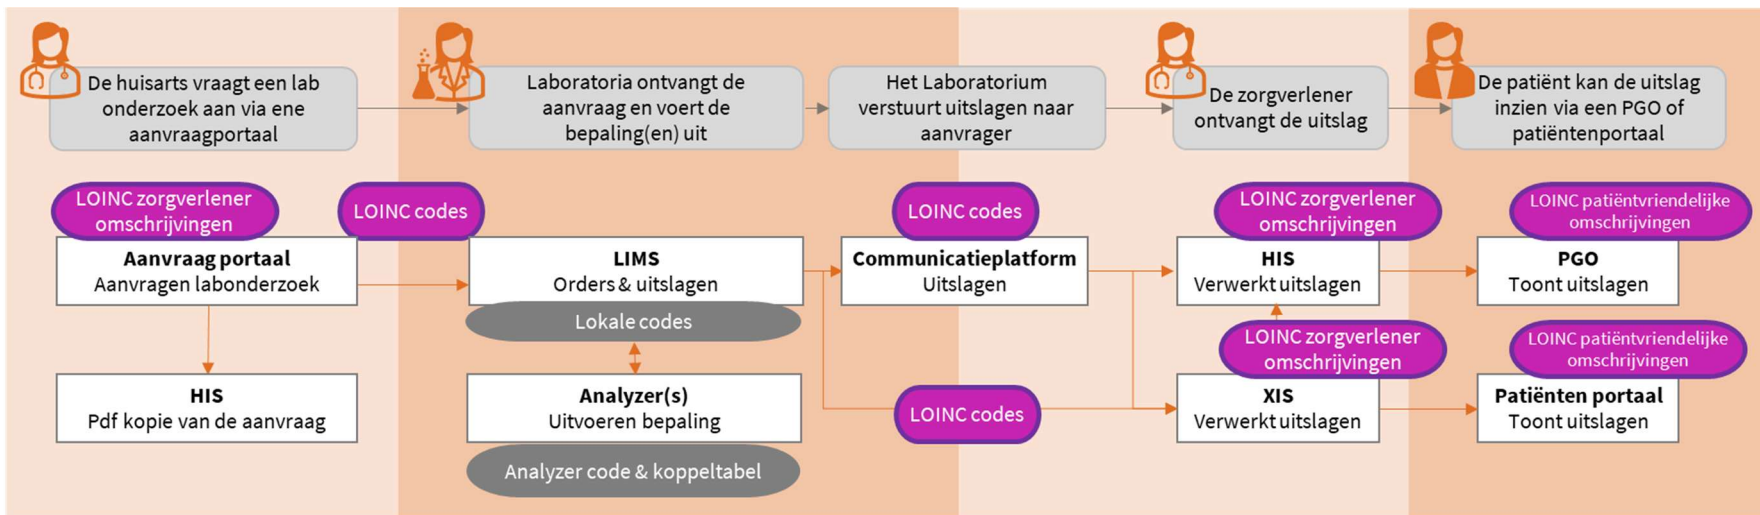 De huisarts vraagt een lab
onderzoek aan via ene
aanvraagportaal
Laboratoria ontvangt de
aanvraag en voert de
bepaling(en) uit
Het Laboratorium
verstuurt uitslagen naar
aanvrager
De zorgverlener
ontvangt de uitslag
De patiënt kan de uitslag
inzien via een PGO of
patiëntenportaal
LOINC zorgverlener
omschrijvingen
LOINC codes
LOINC codes
LOINC zorgverlener
omschrijvingen
LOINC patiëntvriendelijke
omschrijvingen
Aanvraag portaal
Aanvragen labonderzoek
LIMS
Orders & uitslagen
Lokale codes
Communicatieplatform
Uitslagen
HIS
Verwerkt uitslagen
PGO
Toont uitslagen
LOINC zorgverlener
omschrijvingen
LOINC patiëntvriendelijke
omschrijvingen
HIS
Pdf kopie van de aanvraag
Analyzer(s)
Uitvoeren bepaling
Analyzer code & koppeltabel
LOINC codes
XIS
Verwerkt uitslagen
Patiënten portaal
Toont uitslagen